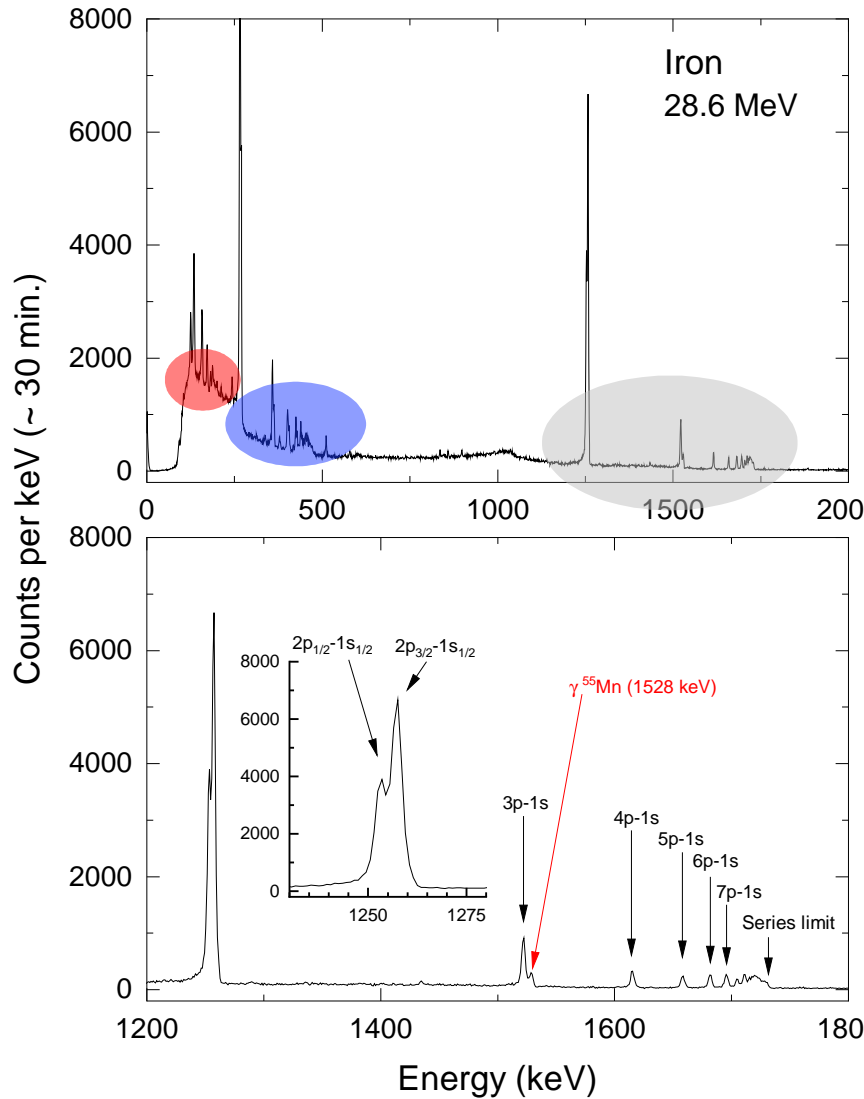 8000
6000
4000
2000
0
Iron
28.6 MeV
0 500 1000 1500 200
Counts per keV (~ 30 min.)
8000
6000
4000
2000
0
2p1/2-1s1/2
2p3/2-1s1/2
8000
6000
4000
2000
0
1250 1275
γ 55Mn (1528 keV)
3p-1s
4p-1s
5p-1s
6p-1s
7p-1s
Series limit
1200 1400 1600 180
Energy (keV)